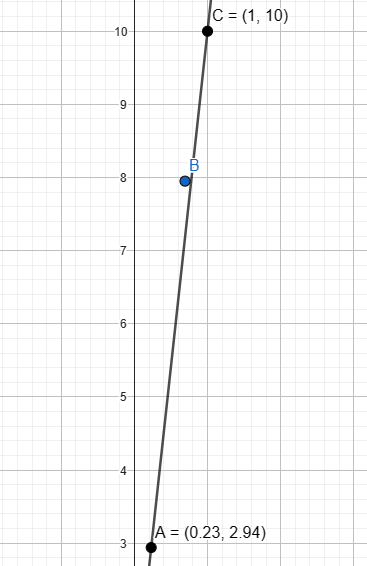 C = (1, 10)
10
9
B
8
7
6
5
4
A = (0.23, 2.94)
3